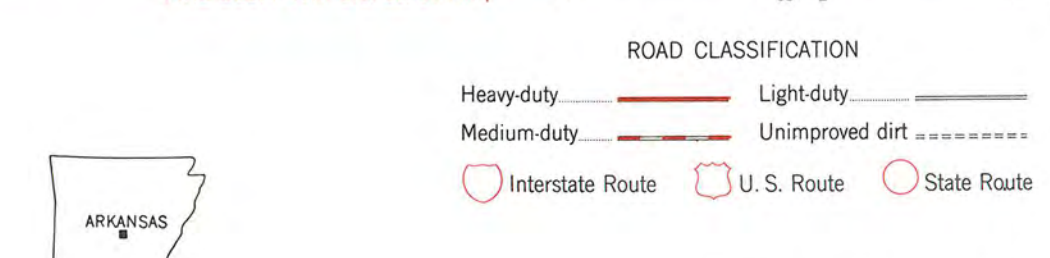 ROAD CLASSIFICATION
Heavy-duty
Light-duty
Medium-duty
Unimproved dirt
Interstate Route
U. S. Route
State Route
ARKANSAS